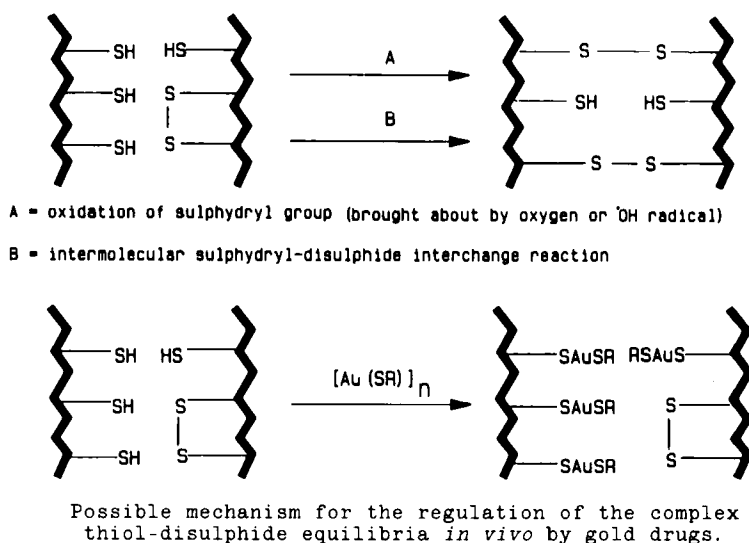 SH HS A S S
SH S SH HS
B
SH S S S
A = oxidation of sulphydryl group (brought about by oxygen or ȮH radical)
B = intermolecular sulphydryl-disulphide interchange reaction
SH HS SAuSR RSAuS
[Au (SR)]n
SH S SAuSR S
SH S SAuSR S
Possible mechanism for the regulation of the complex
thiol-disulphide equilibria in vivo by gold drugs.